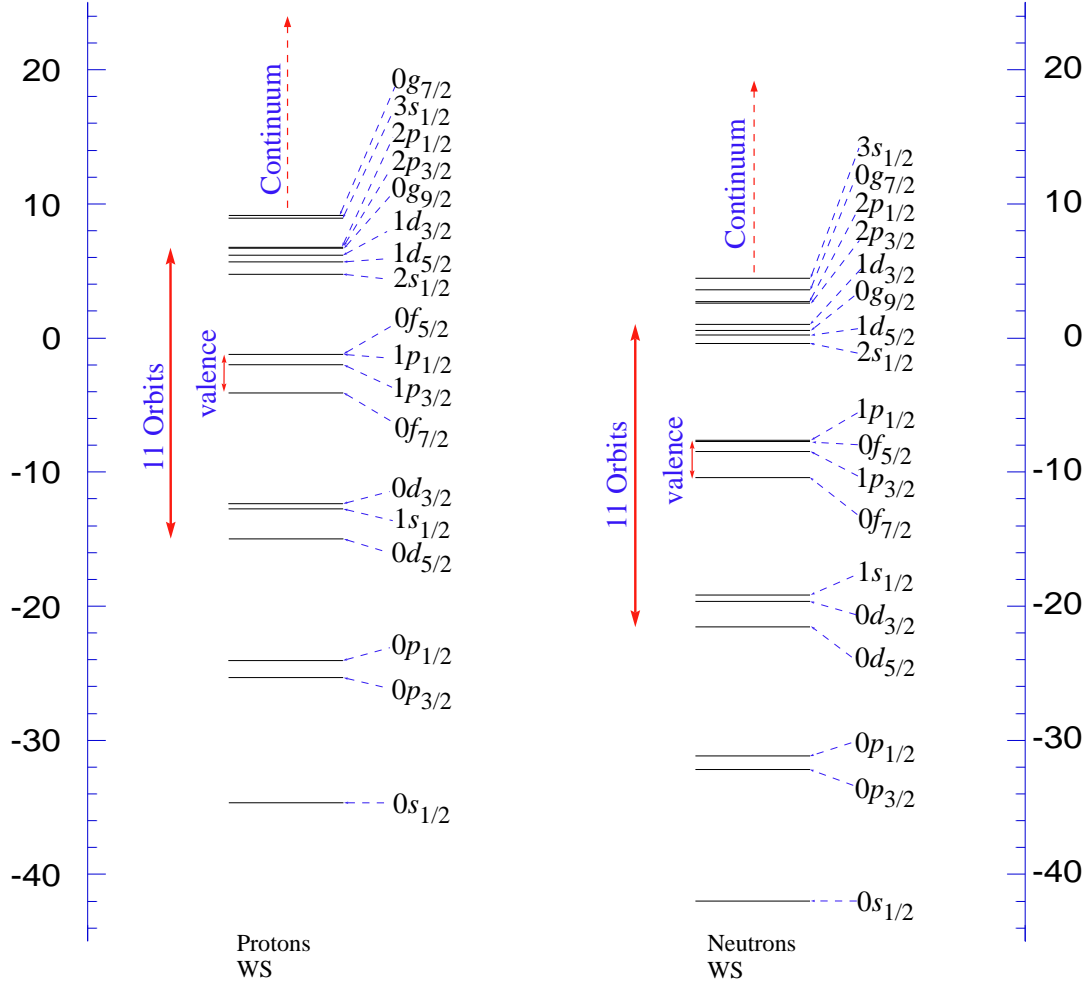 20
10
0
-10
-20
-30
-40
Continuum
11 Orbits
valence
0g7/2
3s1/2
2p1/2
2p3/2
0g9/2
1d3/2
1d5/2
2s1/2
0f5/2
1p1/2
1p3/2
0f7/2
0d3/2
1s1/2
0d5/2
0p1/2
0p3/2
0s1/2
Protons
WS
Continuum
11 Orbits
valence
3s1/2
0g7/2
2p1/2
2p3/2
1d3/2
0g9/2
1d5/2
2s1/2
1p1/2
0f5/2
1p3/2
0f7/2
1s1/2
0d3/2
0d5/2
0p1/2
0p3/2
0s1/2
Neutrons
WS
20
10
0
-10
-20
-30
-40